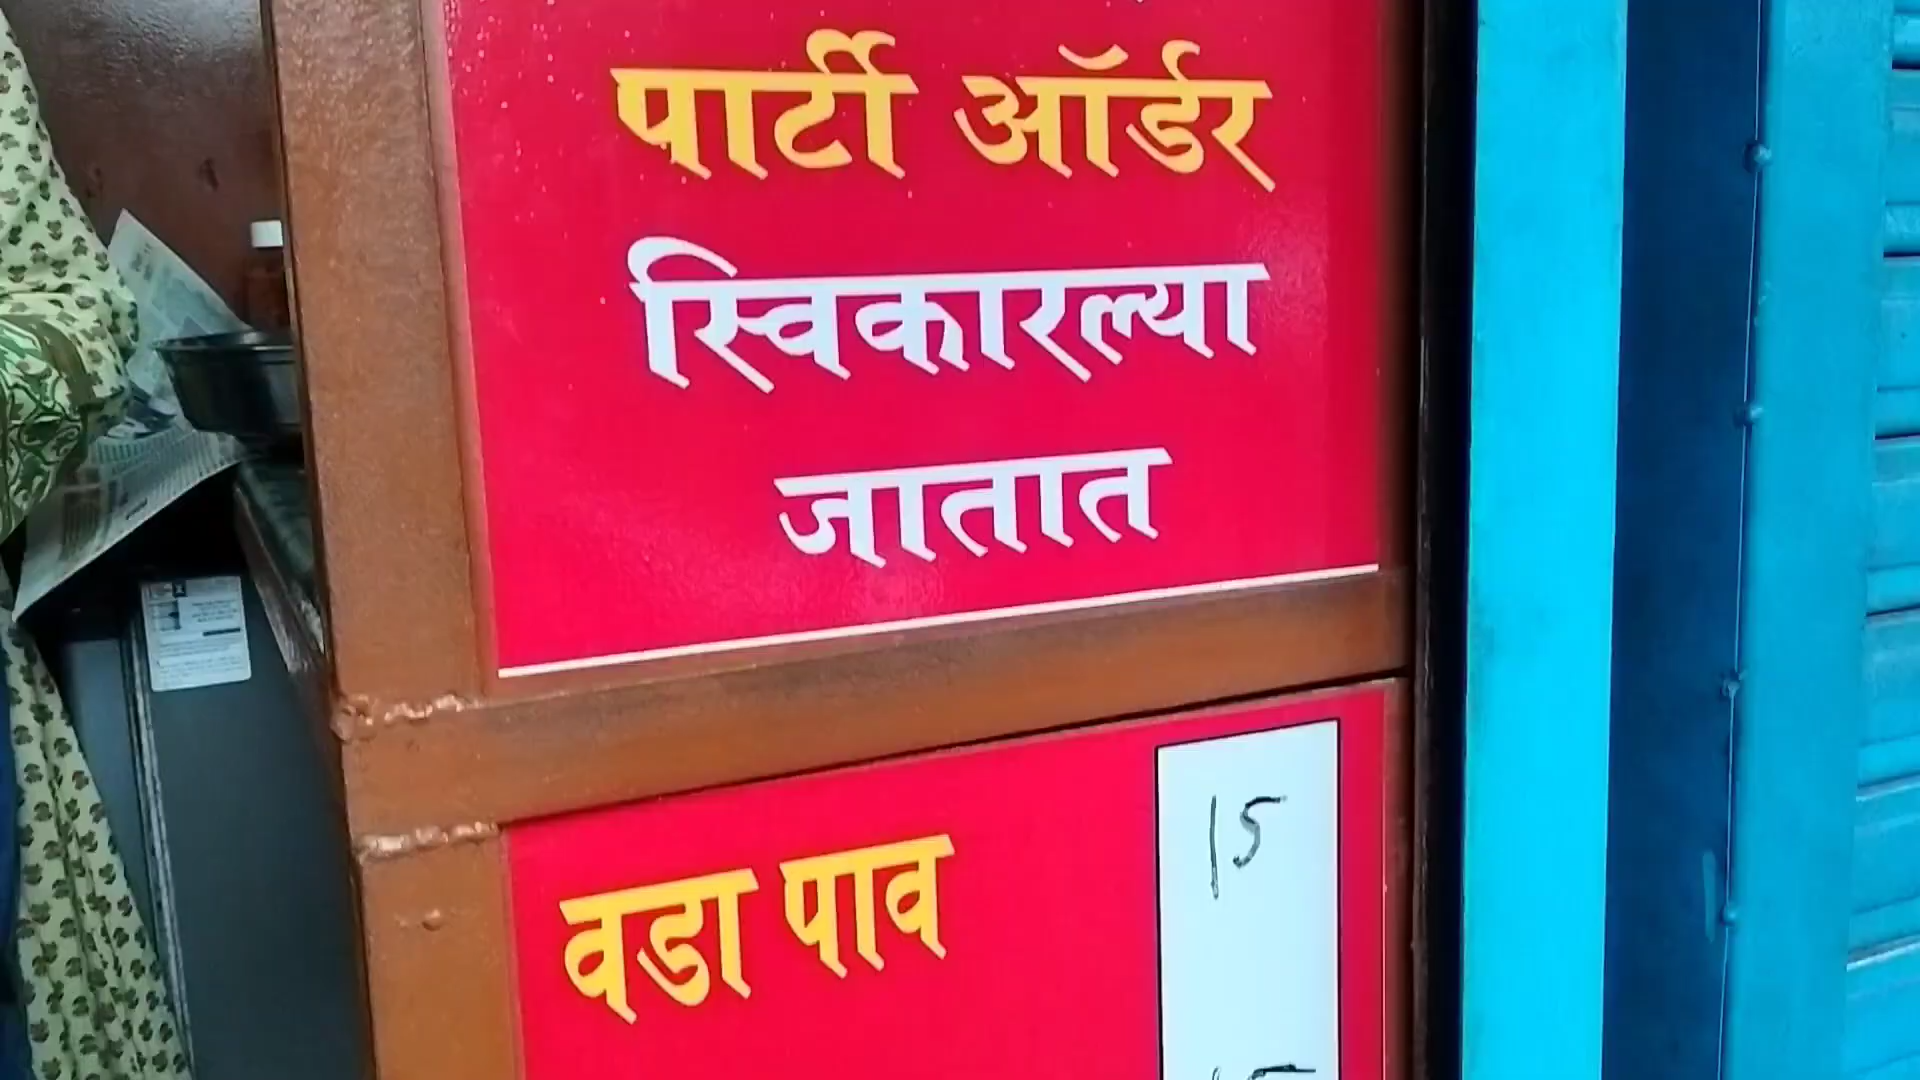 पार्टी ऑर्डर
स्विकारल्या
जातात
वडा पाव 15